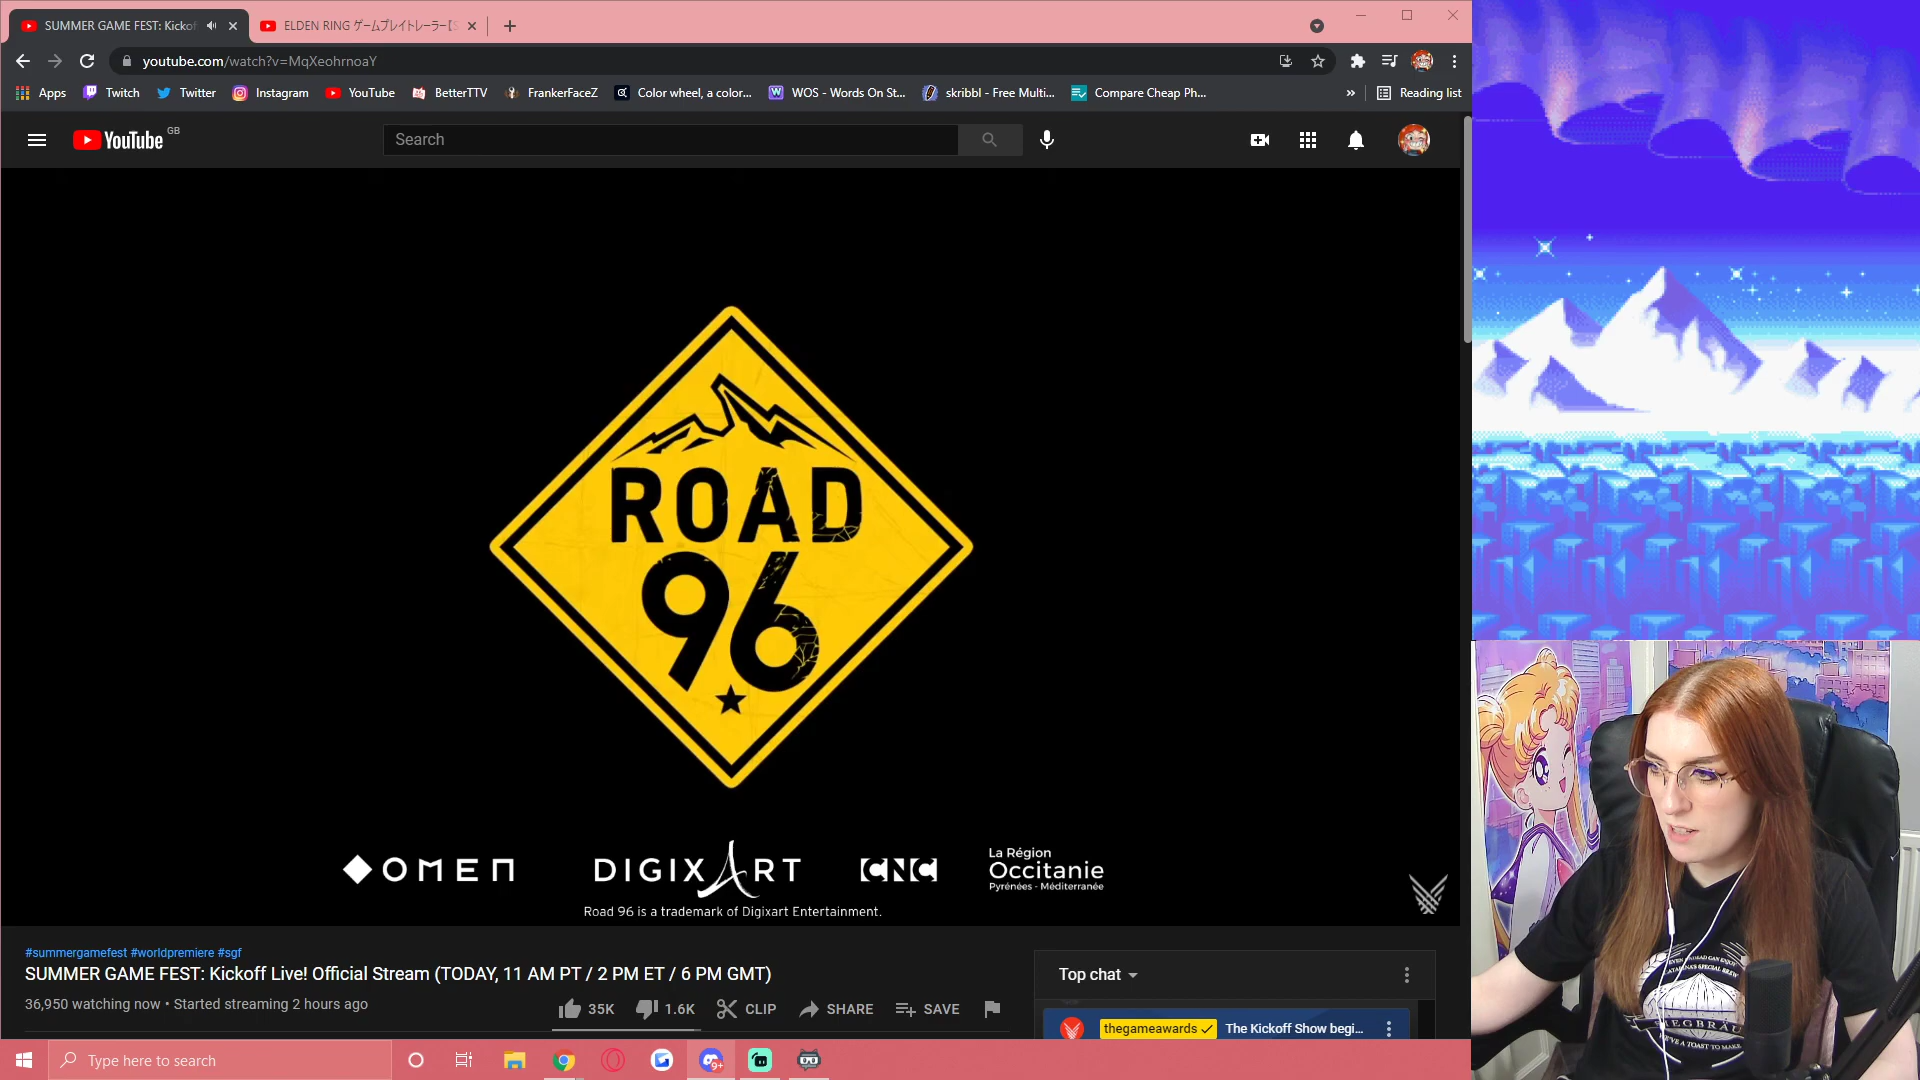 SUMMER GAME FEST: Kickof
ELDEN RING ゲームプレイトレーラー【S
youtube.com/watch?v=MqXeohrnoaY
Apps
Twitch
Twitter
Instagram
YouTube
BetterTTV
FrankerFaceZ
Color wheel, a color...
WOS - Words On St...
skribbl - Free Multi...
Compare Cheap Ph...
»
Reading list
YouTube GB
Search
ROAD
96
OMEN
DIGIXART
CNC
La Région
Occitanie
Pyrénées - Méditerranée
Road 96 is a trademark of Digixart Entertainment.
#summergamefest #worldpremiere #sgf
SUMMER GAME FEST: Kickoff Live! Official Stream (TODAY, 11 AM PT / 2 PM ET / 6 PM GMT)
36,950 watching now • Started streaming 2 hours ago
35K
1.6K
CLIP
SHARE
SAVE
Top chat
thegameawards
The Kickoff Show begi...
Type here to search
9+